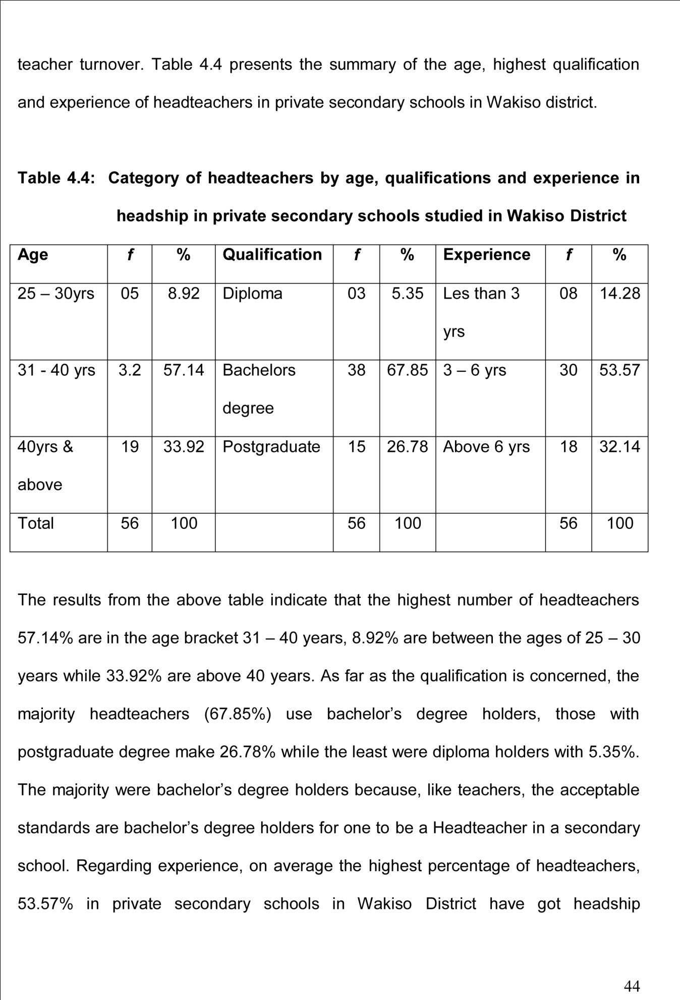 teacher turnover. Table 4.4 presents the summary of the age, highest qualification
and experience of headteachers in private secondary schools in Wakiso district.
Table 4.4: Category of headteachers by age, qualifications and experience in
headship in private secondary schools studied in Wakiso District
Age f % Qualification f % Experience f %
25 – 30yrs 05 8.92 Diploma 03 5.35 Les than 3 08 14.28
yrs
31 - 40 yrs 3.2 57.14 Bachelors 38 67.85 3 – 6 yrs 30 53.57
degree
40yrs & 19 33.92 Postgraduate 15 26.78 Above 6 yrs 18 32.14
above
Total 56 100 56 100 56 100
The results from the above table indicate that the highest number of headteachers
57.14% are in the age bracket 31 – 40 years, 8.92% are between the ages of 25 – 30
years while 33.92% are above 40 years. As far as the qualification is concerned, the
majority headteachers (67.85%) use bachelor’s degree holders, those with
postgraduate degree make 26.78% while the least were diploma holders with 5.35%.
The majority were bachelor’s degree holders because, like teachers, the acceptable
standards are bachelor’s degree holders for one to be a Headteacher in a secondary
school. Regarding experience, on average the highest percentage of headteachers,
53.57% in private secondary schools in Wakiso District have got headship
44